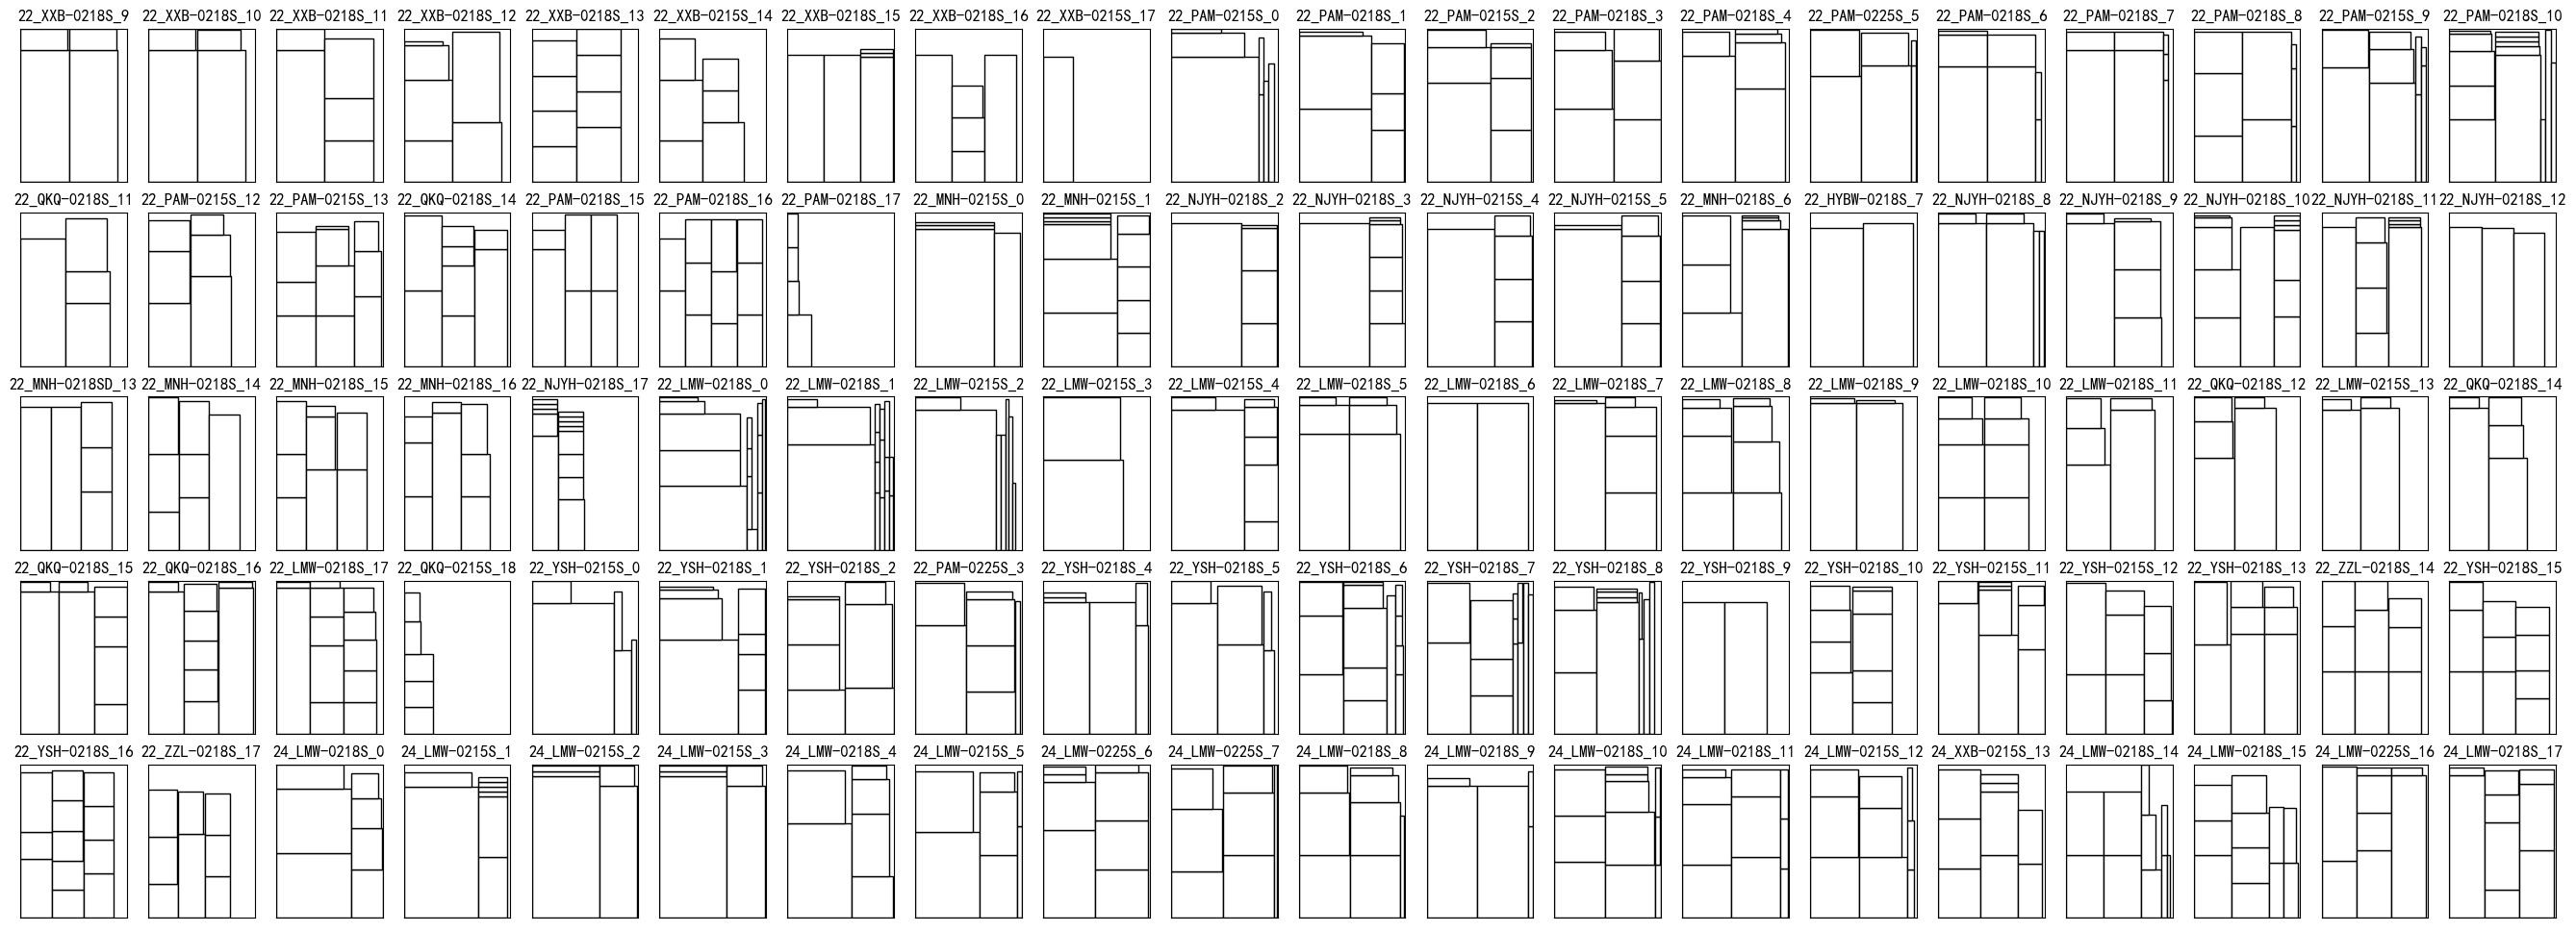 22_XXB-0218S_9 22_XXB-0218S_10 22_XXB-0218S_11 22_XXB-0218S_12 22_XXB-0218S_13 22_XXB-0215S_14 22_XXB-0218S_15 22_XXB-0218S_16 22_XXB-0215S_17 22_PAM-0215S_0 22_PAM-0218S_1 22_PAM-0215S_2 22_PAM-0218S_3 22_PAM-0218S_4 22_PAM-0225S_5 22_PAM-0218S_6 22_PAM-0218S_7 22_PAM-0218S_8 22_PAM-0215S_9 22_PAM-0218S_10
22_QKQ-0218S_11 22_PAM-0215S_12 22_PAM-0215S_13 22_QKQ-0218S_14 22_PAM-0218S_15 22_PAM-0218S_16 22_PAM-0218S_17 22_MNH-0215S_0 22_MNH-0215S_1 22_NJYH-0218S_2 22_NJYH-0218S_3 22_NJYH-0215S_4 22_NJYH-0215S_5 22_MNH-0218S_6 22_HYBW-0218S_7 22_NJYH-0218S_8 22_NJYH-0218S_9 22_NJYH-0218S_10 22_NJYH-0218S_11 22_NJYH-0218S_12
22_MNH-0218SD_13 22_MNH-0218S_14 22_MNH-0218S_15 22_MNH-0218S_16 22_NJYH-0218S_17 22_LMW-0218S_0 22_LMW-0218S_1 22_LMW-0215S_2 22_LMW-0215S_3 22_LMW-0215S_4 22_LMW-0218S_5 22_LMW-0218S_6 22_LMW-0218S_7 22_LMW-0218S_8 22_LMW-0218S_9 22_LMW-0218S_10 22_LMW-0218S_11 22_QKQ-0218S_12 22_LMW-0215S_13 22_QKQ-0218S_14
22_QKQ-0218S_15 22_QKQ-0218S_16 22_LMW-0218S_17 22_QKQ-0215S_18 22_YSH-0215S_0 22_YSH-0218S_1 22_YSH-0218S_2 22_PAM-0225S_3 22_YSH-0218S_4 22_YSH-0218S_5 22_YSH-0218S_6 22_YSH-0218S_7 22_YSH-0218S_8 22_YSH-0218S_9 22_YSH-0218S_10 22_YSH-0215S_11 22_YSH-0215S_12 22_YSH-0218S_13 22_ZZL-0218S_14 22_YSH-0218S_15
22_YSH-0218S_16 22_ZZL-0218S_17 24_LMW-0218S_0 24_LMW-0215S_1 24_LMW-0215S_2 24_LMW-0215S_3 24_LMW-0218S_4 24_LMW-0215S_5 24_LMW-0225S_6 24_LMW-0225S_7 24_LMW-0218S_8 24_LMW-0218S_9 24_LMW-0218S_10 24_LMW-0218S_11 24_LMW-0215S_12 24_XXB-0215S_13 24_LMW-0218S_14 24_LMW-0218S_15 24_LMW-0225S_16 24_LMW-0218S_17